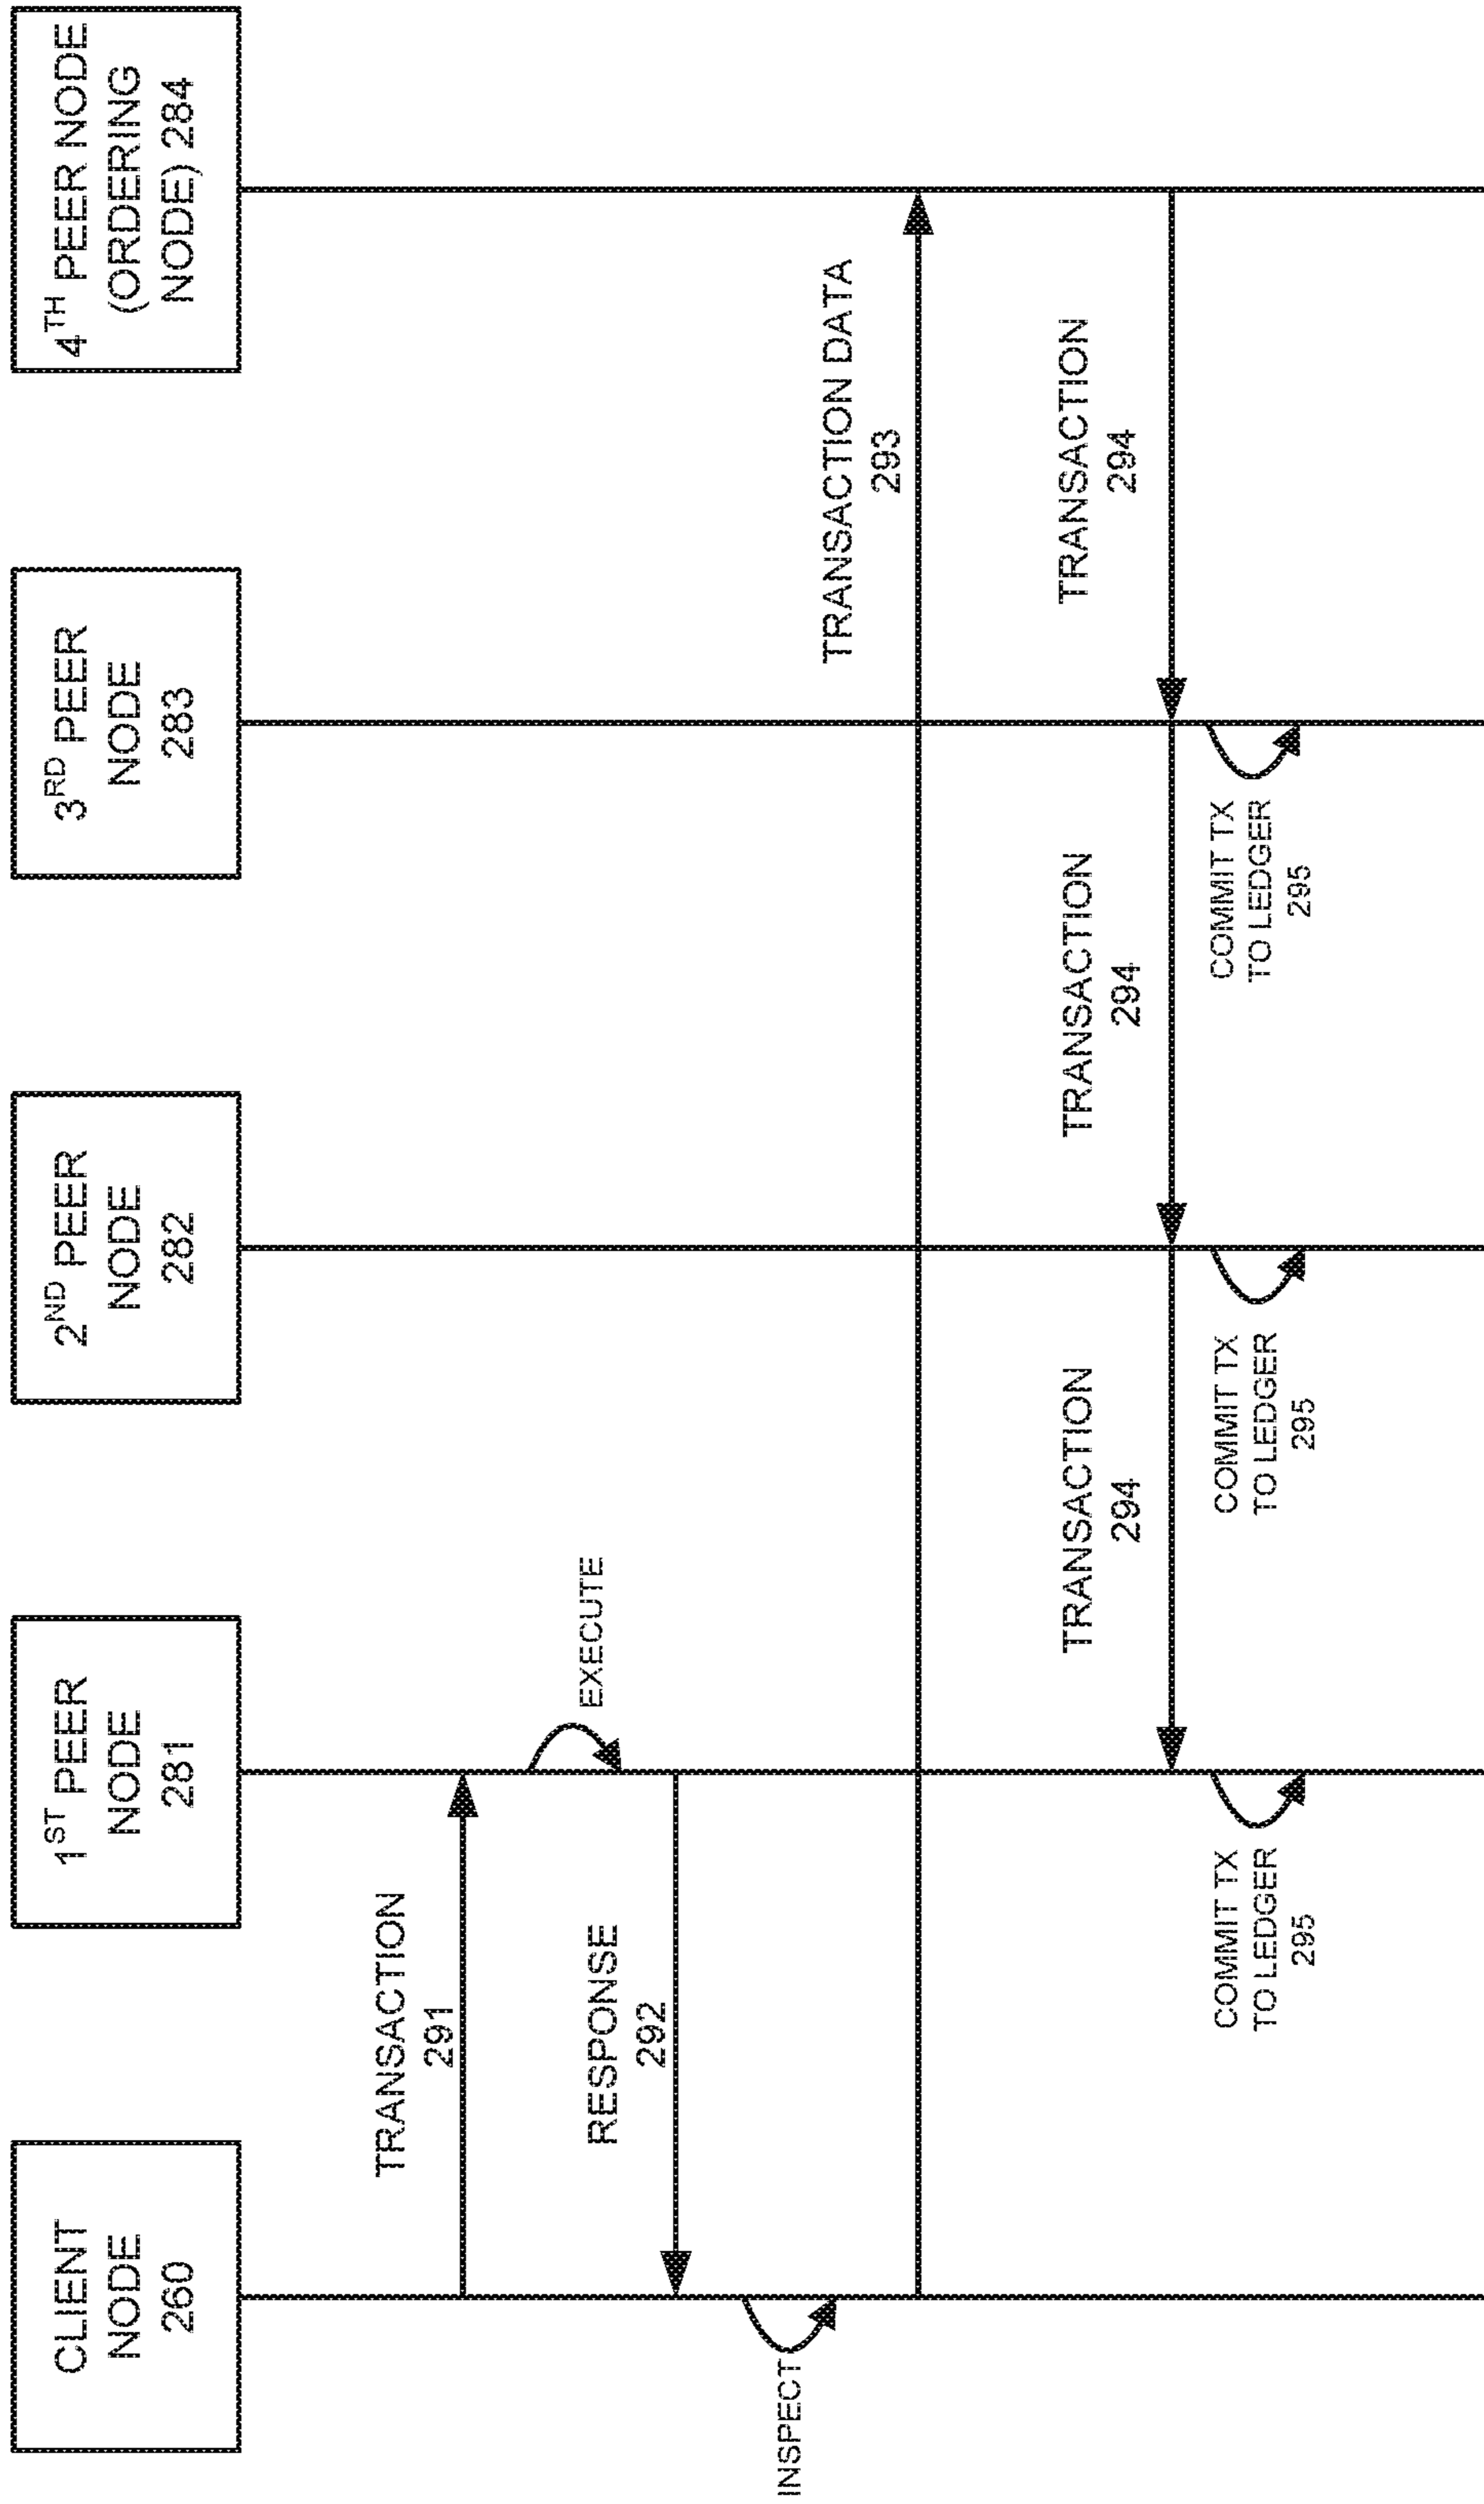 CLIENT
NODE
260
1ST PEER
NODE
281
2ND PEER
NODE
282
3RD PEER
NODE
283
4TH PEER NODE
(ORDERING
NODE) 284
TRANSACTION
291
EXECUTE
RESPONSE
292
INSPECT
TRANSACTION DATA
293
TRANSACTION
294
TRANSACTION
294
TRANSACTION
294
COMMIT TX
TO LEDGER
295
COMMIT TX
TO LEDGER
295
COMMIT TX
TO LEDGER
295